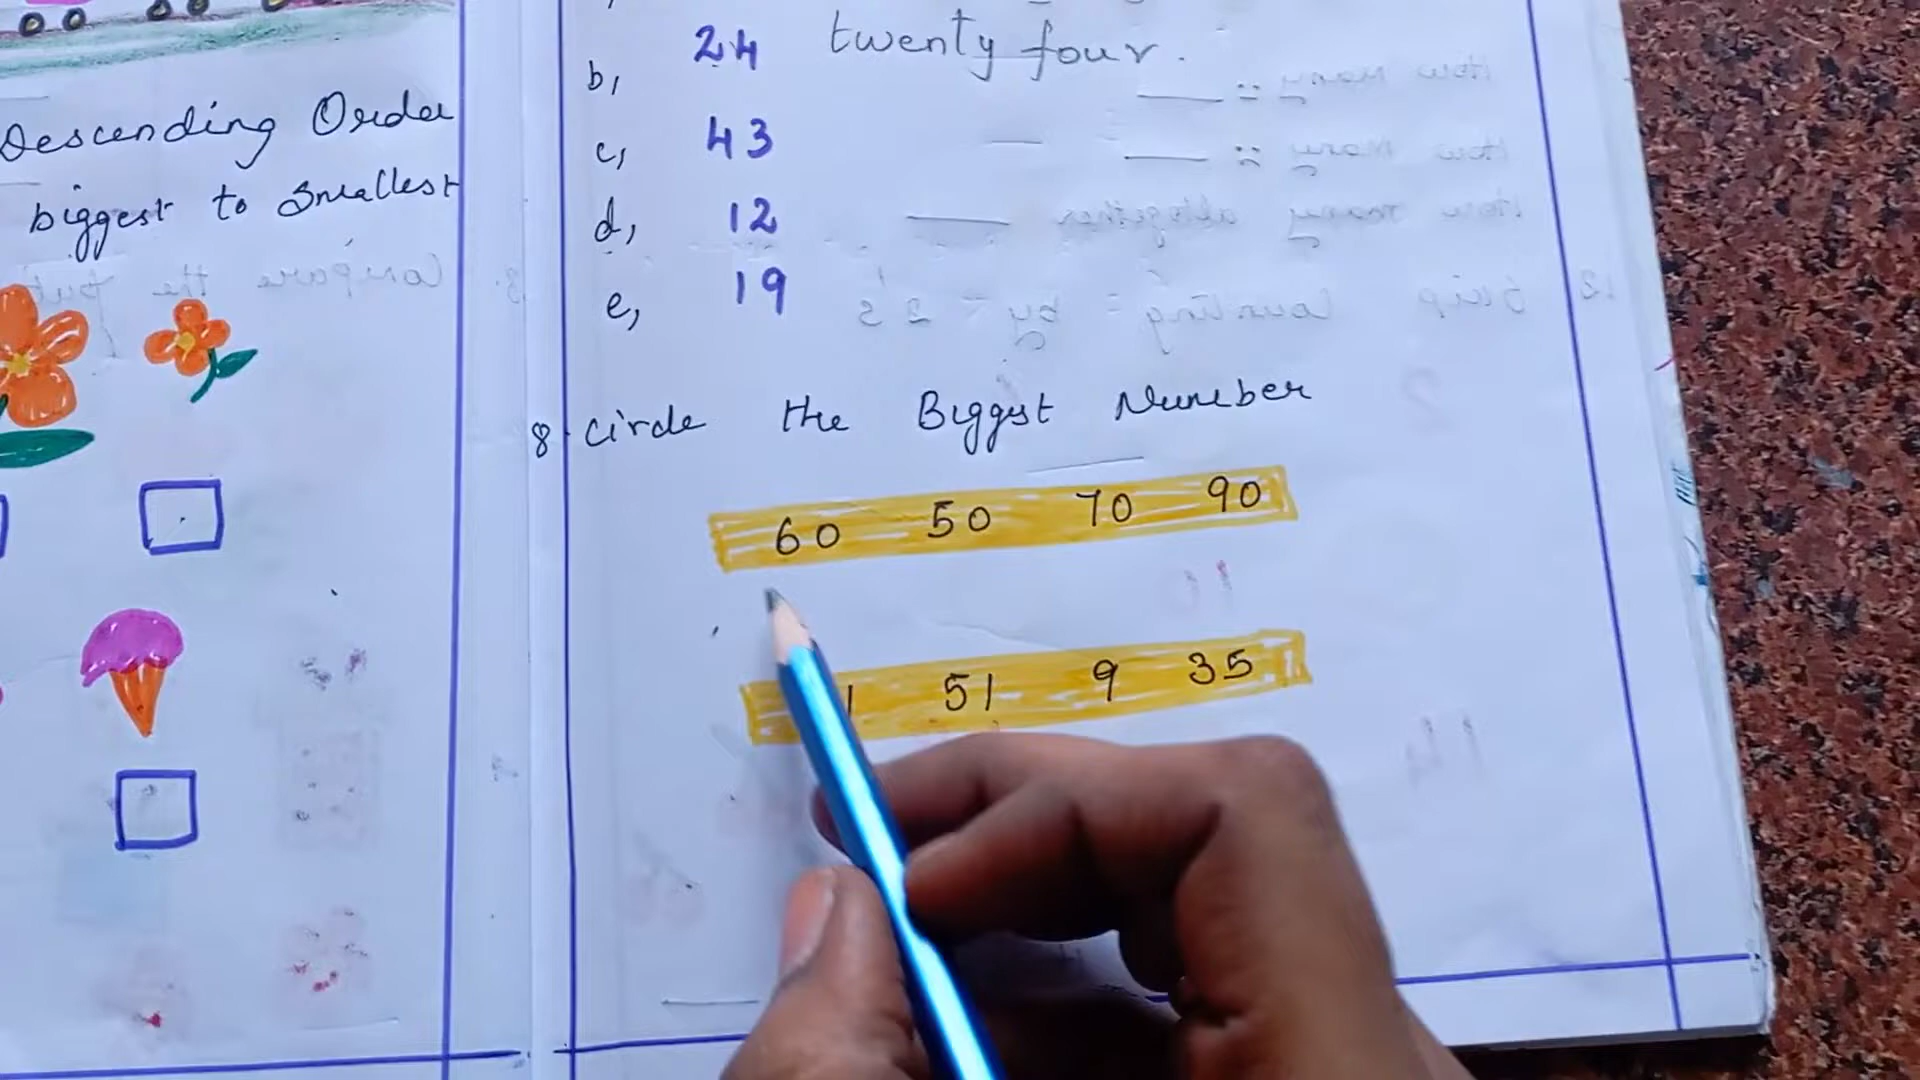 Descending Order
biggest to Smallest
b, 24 twenty four.
c, 43
d, 12
e, 19
8. Circle the Biggest Number
60 50 70 90
1 51 9 35